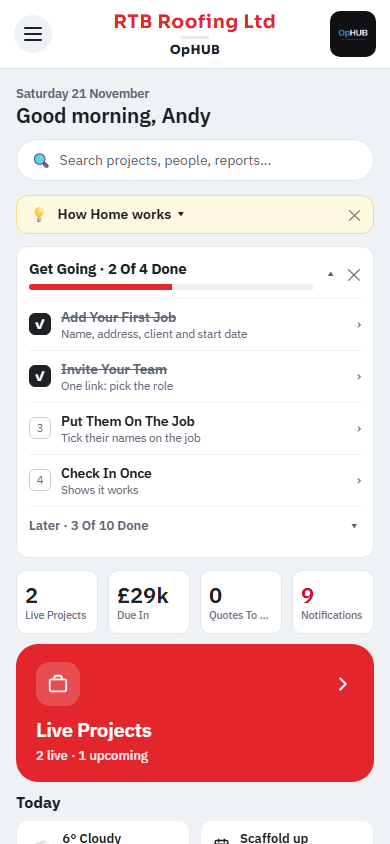 RTB Roofing Ltd
OpHUB
OpHUB
Saturday 21 November
Good morning, Andy
Search projects, people, reports...
How Home works
Get Going · 2 Of 4 Done
Add Your First Job
Name, address, client and start date
Invite Your Team
One link: pick the role
3
Put Them On The Job
Tick their names on the job
4
Check In Once
Shows it works
Later · 3 Of 10 Done
2
Live Projects
£29k
Due In
0
Quotes To ...
9
Notifications
Live Projects
2 live · 1 upcoming
Today
6° Cloudy
Scaffold up